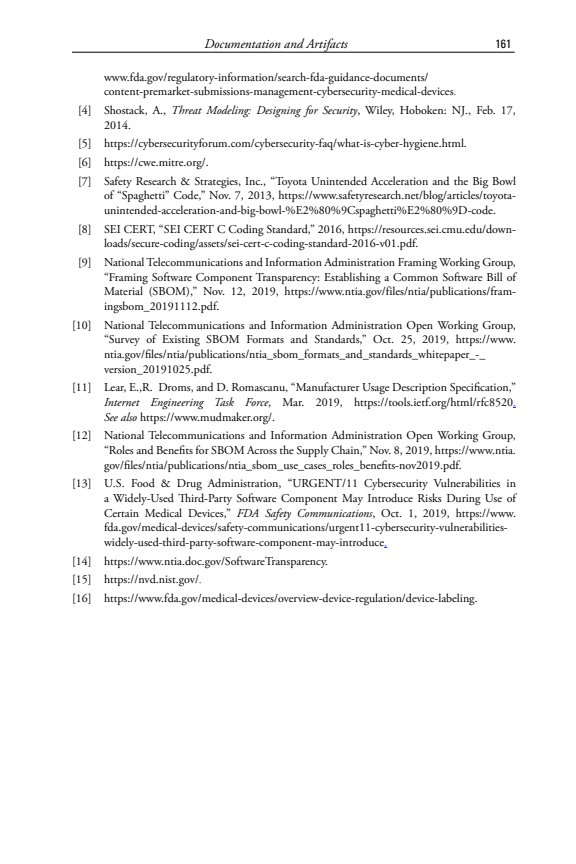 Documentation and Artifacts 161
www.fda.gov/regulatory-information/search-fda-guidance-documents/
content-premarket-submissions-management-cybersecurity-medical-devices.
[4] Shostack, A., Threat Modeling: Designing for Security, Wiley, Hoboken: NJ., Feb. 17,
2014.
[5] https://cybersecurityforum.com/cybersecurity-faq/what-is-cyber-hygiene.html.
[6] https://cwe.mitre.org/.
[7] Safety Research & Strategies, Inc., “Toyota Unintended Acceleration and the Big Bowl
of “Spaghetti” Code,” Nov. 7, 2013, https://www.safetyresearch.net/blog/articles/toyota-
unintended-acceleration-and-big-bowl-%E2%80%9Cspaghetti%E2%80%9D-code.
[8] SEI CERT, “SEI CERT C Coding Standard,” 2016, https://resources.sei.cmu.edu/down-
loads/secure-coding/assets/sei-cert-c-coding-standard-2016-v01.pdf.
[9] National Telecommunications and Information Administration Framing Working Group,
“Framing Software Component Transparency: Establishing a Common Software Bill of
Material (SBOM),” Nov. 12, 2019, https://www.ntia.gov/files/ntia/publications/fram-
ingsbom_20191112.pdf.
[10] National Telecommunications and Information Administration Open Working Group,
“Survey of Existing SBOM Formats and Standards,” Oct. 25, 2019, https://www.
ntia.gov/files/ntia/publications/ntia_sbom_formats_and_standards_whitepaper_-_
version_20191025.pdf.
[11] Lear, E.,R. Droms, and D. Romascanu, “Manufacturer Usage Description Specification,”
Internet Engineering Task Force, Mar. 2019, https://tools.ietf.org/html/rfc8520.
See also https://www.mudmaker.org/.
[12] National Telecommunications and Information Administration Open Working Group,
“Roles and Benefits for SBOM Across the Supply Chain,” Nov. 8, 2019, https://www.ntia.
gov/files/ntia/publications/ntia_sbom_use_cases_roles_benefits-nov2019.pdf.
[13] U.S. Food & Drug Administration, “URGENT/11 Cybersecurity Vulnerabilities in
a Widely-Used Third-Party Software Component May Introduce Risks During Use of
Certain Medical Devices,” FDA Safety Communications, Oct. 1, 2019, https://www.
fda.gov/medical-devices/safety-communications/urgent11-cybersecurity-vulnerabilities-
widely-used-third-party-software-component-may-introduce.
[14] https://www.ntia.doc.gov/SoftwareTransparency.
[15] https://nvd.nist.gov/.
[16] https://www.fda.gov/medical-devices/overview-device-regulation/device-labeling.